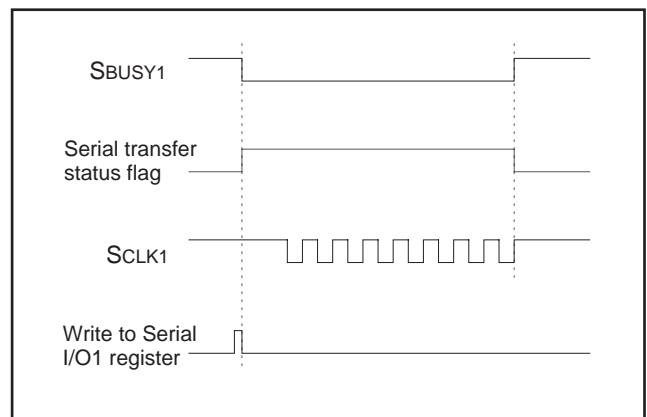 SBUSY1
Serial transfer
status flag
SCLK1
Write to Serial
I/O1 register